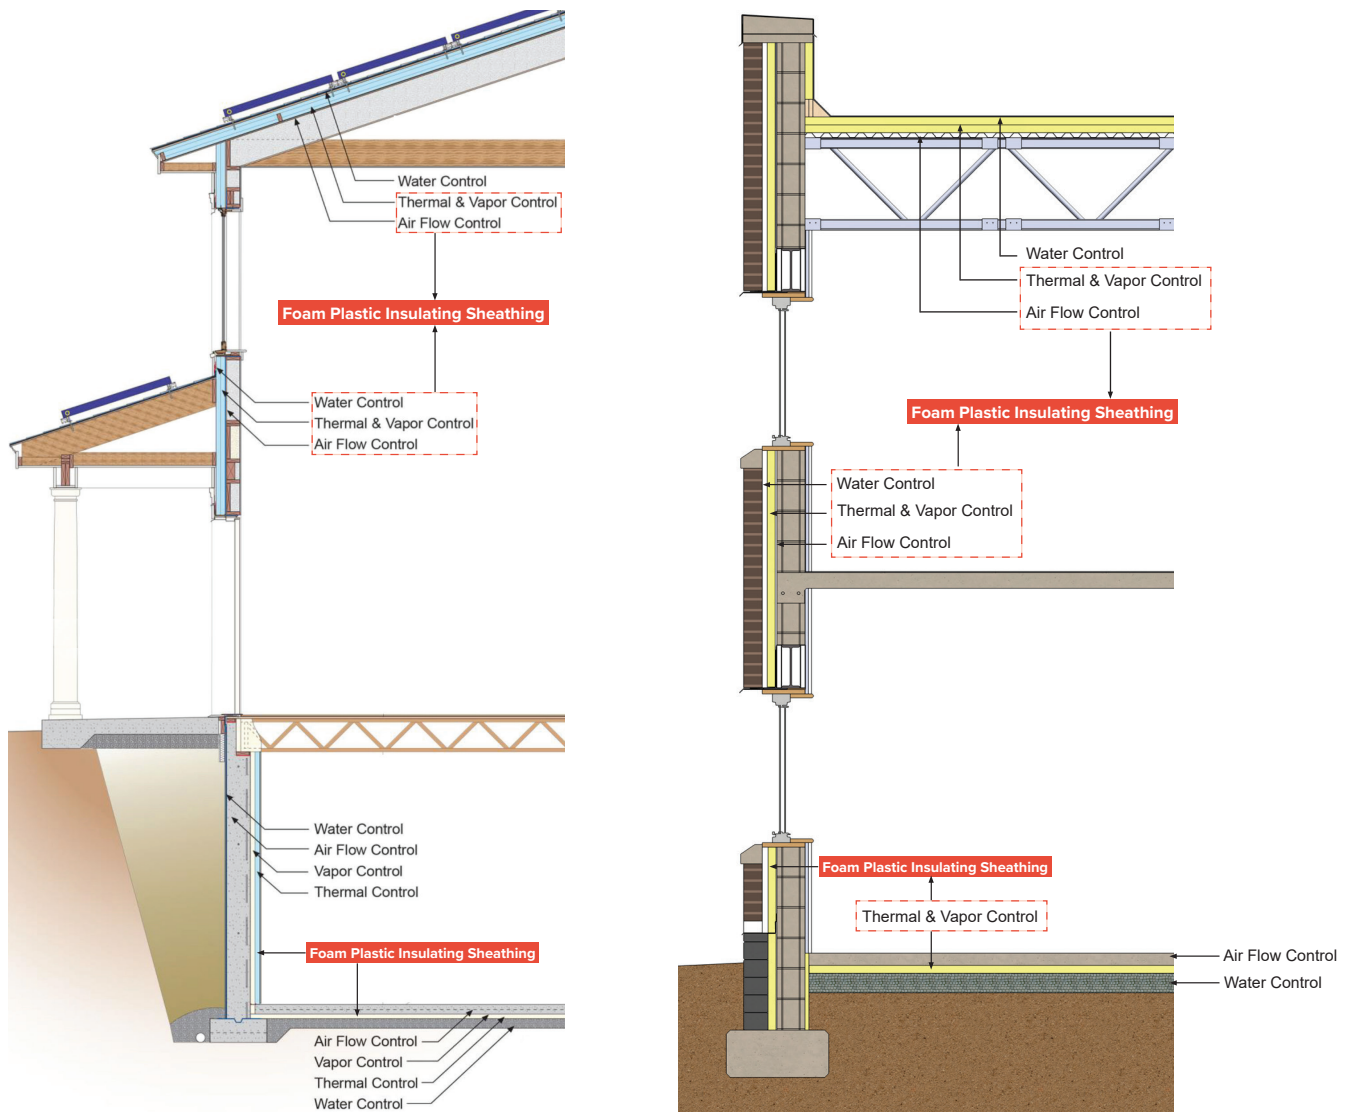 Water Control
Thermal & Vapor Control
Air Flow Control
Foam Plastic Insulating Sheathing
Water Control
Thermal & Vapor Control
Air Flow Control
Water Control
Air Flow Control
Vapor Control
Thermal Control
Foam Plastic Insulating Sheathing
Air Flow Control
Vapor Control
Thermal Control
Water Control
Water Control
Thermal & Vapor Control
Air Flow Control
Foam Plastic Insulating Sheathing
Water Control
Thermal & Vapor Control
Air Flow Control
Foam Plastic Insulating Sheathing
Thermal & Vapor Control
Air Flow Control
Water Control